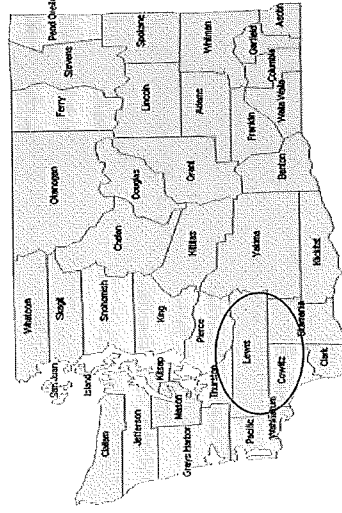 Whatcom
San Juan
Skagit
Island
Snohomish
Clallam
Jefferson
Kitsap
Mason
Grays Harbor
King
Okanogan
Ferry
Stevens
Pend Oreille
Chelan
Douglas
Lincoln
Spokane
Grant
Kittitas
Adams
Whitman
Pierce
Thurston
Pacific
Lewis
Yakima
Franklin
Garfield
Columbia
Asotin
Wahkiakum
Cowlitz
Skamania
Benton
Walla Walla
Clark
Klickitat